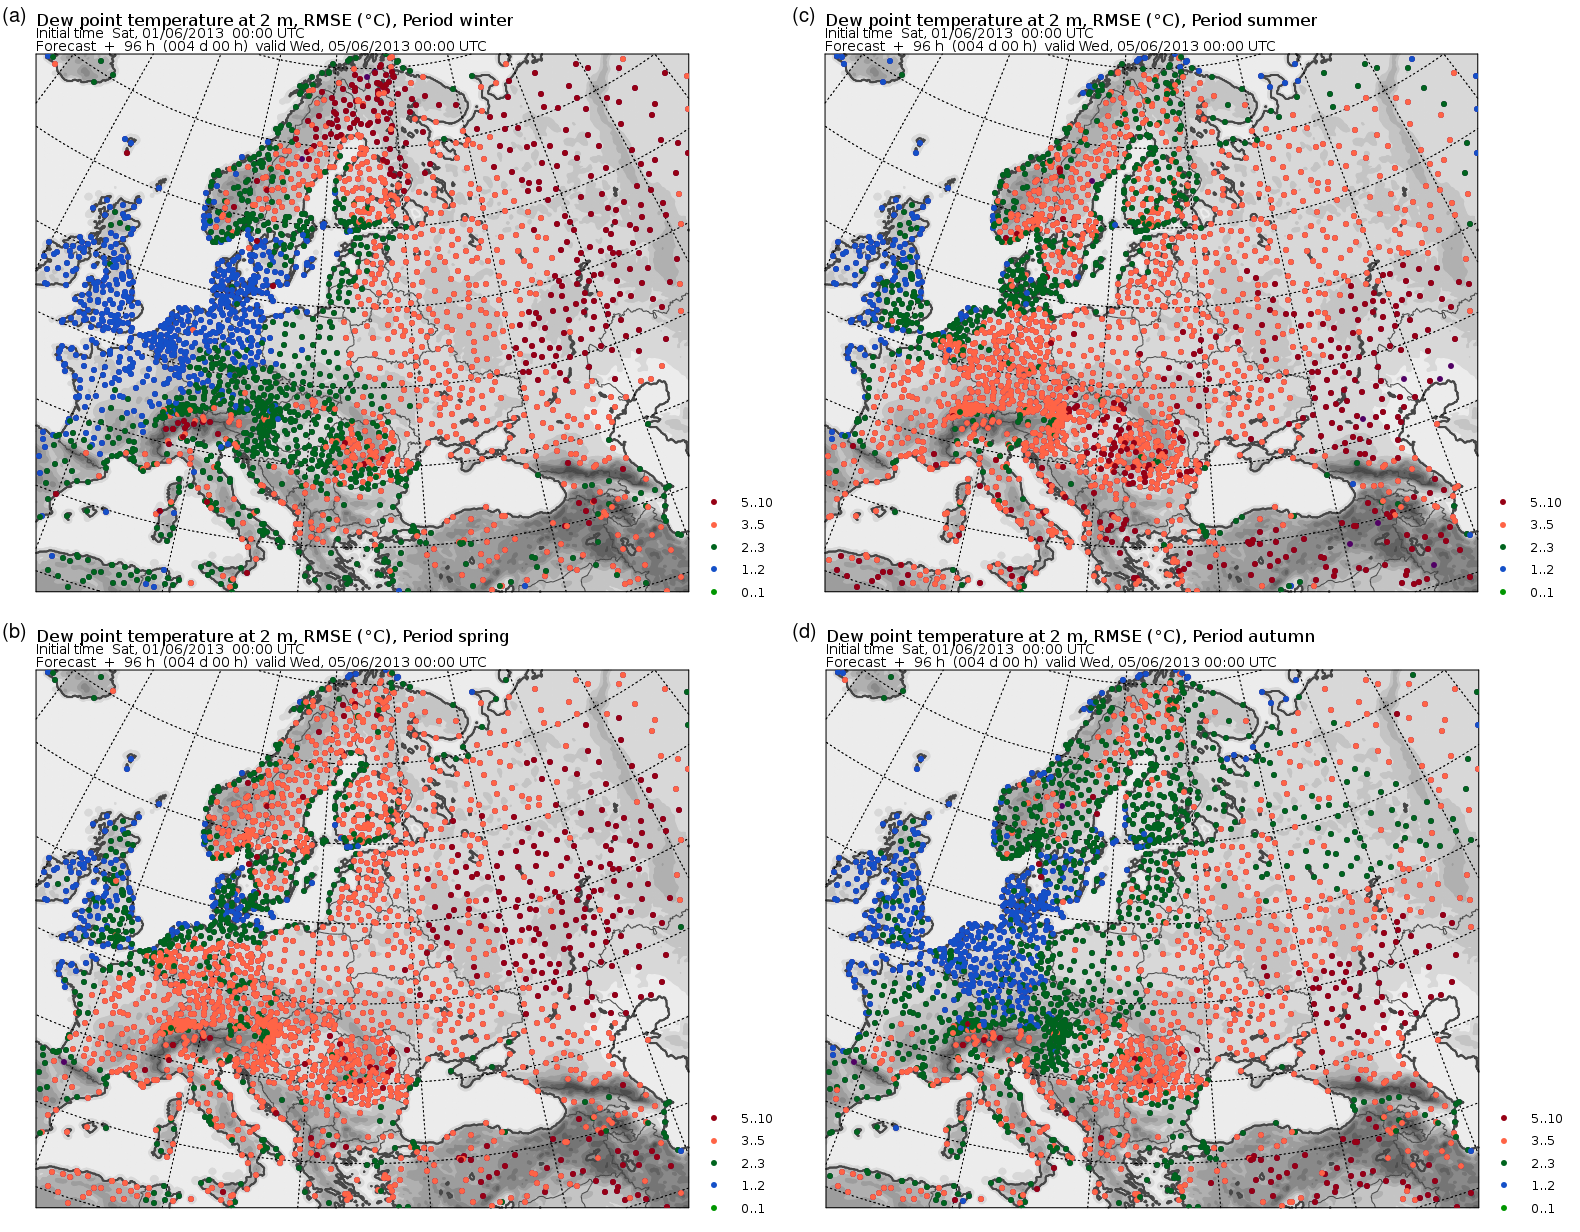 (a)
Dew point temperature at 2 m, RMSE (°C), Period winter
Initial time  Sat, 01/06/2013  00:00 UTC
Forecast  +  96 h  (004 d 00 h)  valid Wed, 05/06/2013 00:00 UTC
5..10
3..5
2..3
1..2
0..1
(c)
Dew point temperature at 2 m, RMSE (°C), Period summer
Initial time  Sat, 01/06/2013  00:00 UTC
Forecast  +  96 h  (004 d 00 h)  valid Wed, 05/06/2013 00:00 UTC
5..10
3..5
2..3
1..2
0..1
(b)
Dew point temperature at 2 m, RMSE (°C), Period spring
Initial time  Sat, 01/06/2013  00:00 UTC
Forecast  +  96 h  (004 d 00 h)  valid Wed, 05/06/2013 00:00 UTC
5..10
3..5
2..3
1..2
0..1
(d)
Dew point temperature at 2 m, RMSE (°C), Period autumn
Initial time  Sat, 01/06/2013  00:00 UTC
Forecast  +  96 h  (004 d 00 h)  valid Wed, 05/06/2013 00:00 UTC
5..10
3..5
2..3
1..2
0..1